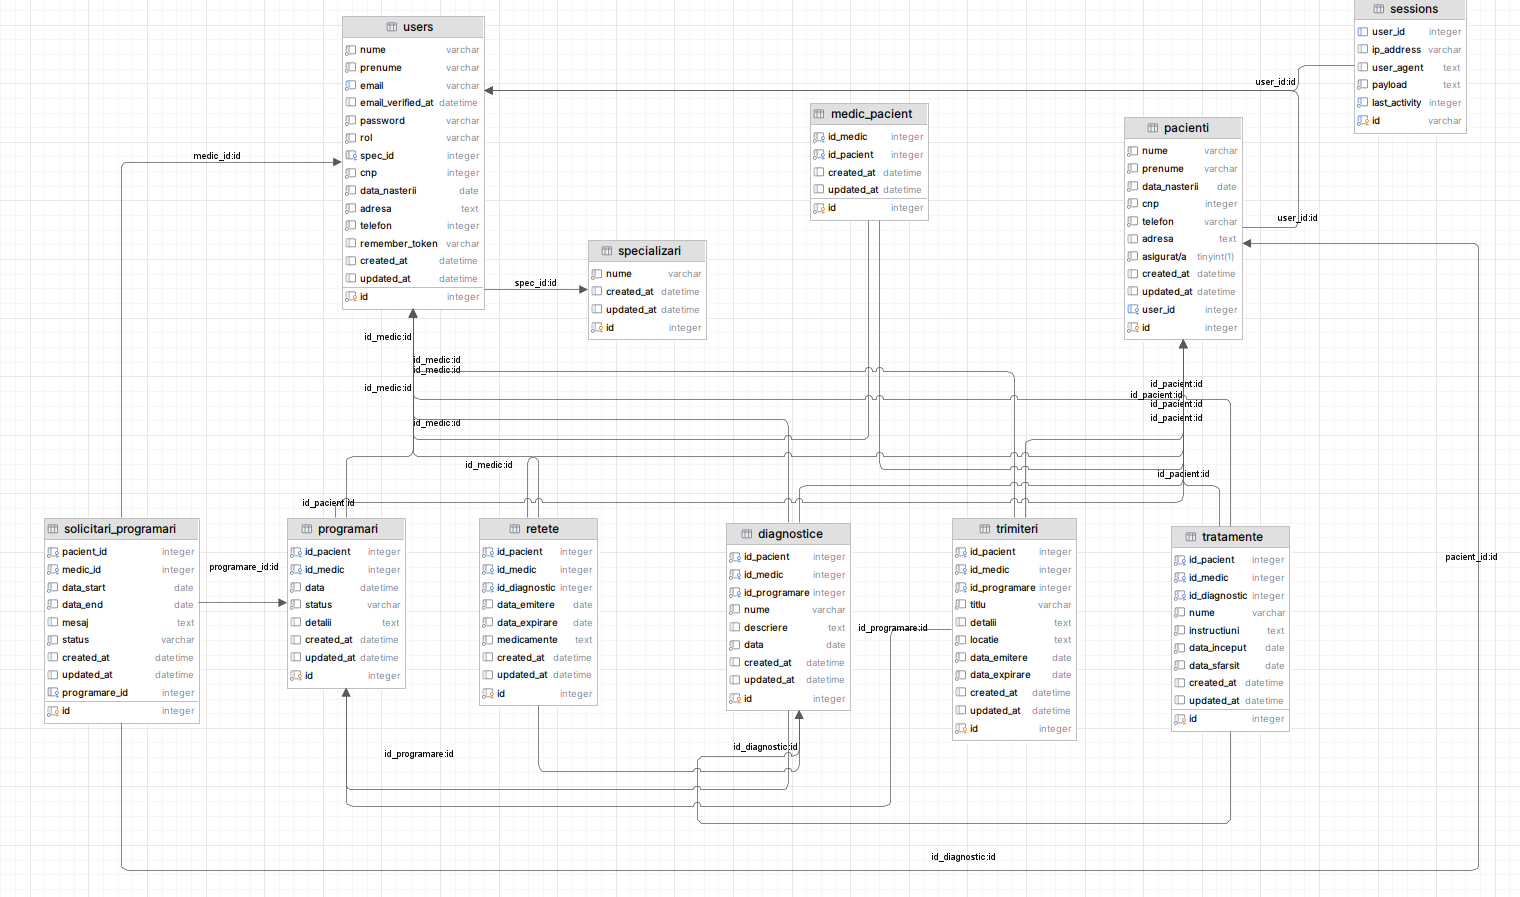 users
nume varchar
prenume varchar
email varchar
email_verified_at datetime
password varchar
rol varchar
spec_id integer
cnp integer
data_nasterii date
adresa text
telefon integer
remember_token varchar
created_at datetime
updated_at datetime
id integer
sessions
user_id integer
ip_address varchar
user_agent text
payload text
last_activity integer
id varchar
user_id:id
medic_pacient
id_medic integer
id_pacient integer
created_at datetime
updated_at datetime
id integer
pacienti
nume varchar
prenume varchar
data_nasterii date
cnp integer
telefon varchar
adresa text
asigurat/a tinyint(1)
created_at datetime
updated_at datetime
user_id integer
id integer
user_id:id
medic_id:id
specializari
nume varchar
created_at datetime
updated_at datetime
id integer
spec_id:id
id_medic:id
id_medic:id
id_medic:id
id_medic:id
id_medic:id
id_medic:id
id_pacient:id
id_pacient:id
id_pacient:id
id_pacient:id
id_pacient:id
id_pacient:id
solicitari_programari
pacient_id integer
medic_id integer
data_start date
data_end date
mesaj text
status varchar
created_at datetime
updated_at datetime
programare_id integer
id integer
programare_id:id
programari
id_pacient integer
id_medic integer
data datetime
status varchar
detalii text
created_at datetime
updated_at datetime
id integer
retete
id_pacient integer
id_medic integer
id_diagnostic integer
data_emitere date
data_expirare date
medicamente text
created_at datetime
updated_at datetime
id integer
diagnostice
id_pacient integer
id_medic integer
id_programare integer
nume varchar
descriere text
data date
created_at datetime
updated_at datetime
id integer
id_programare:id
trimiteri
id_pacient integer
id_medic integer
id_programare integer
titlu varchar
detalii text
locatie text
data_emitere date
data_expirare date
created_at datetime
updated_at datetime
id integer
tratamente
id_pacient integer
id_medic integer
id_diagnostic integer
nume varchar
instructiuni text
data_inceput date
data_sfarsit date
created_at datetime
updated_at datetime
id integer
pacient_id:id
id_programare:id
id_diagnostic:id
id_diagnostic:id